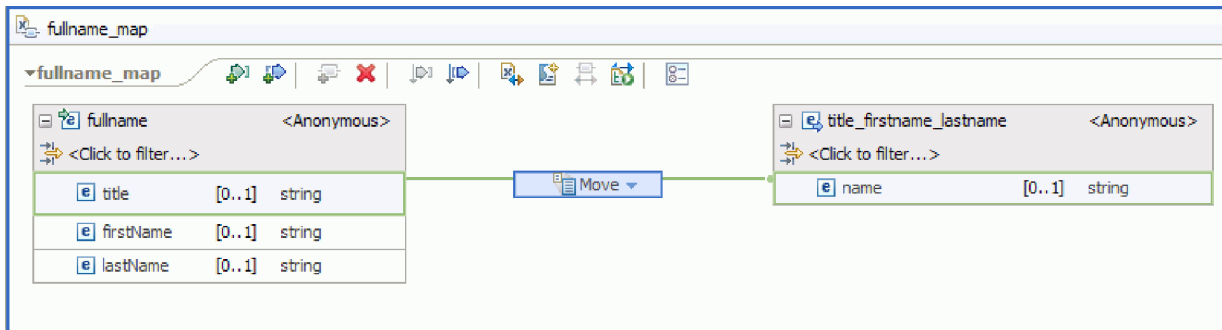 fullname_map
fullname_map
fullname <Anonymous>
<Click to filter...>
title [0..1] string
firstName [0..1] string
lastName [0..1] string
Move
title_firstname_lastname <Anonymous>
<Click to filter...>
name [0..1] string